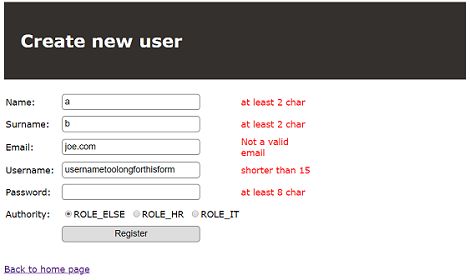 Create new user
Name: a at least 2 char
Surname: b at least 2 char
Email: joe.com Not a valid
email
Username: usernametoolongforthisform shorter than 15
Password: at least 8 char
Authority: ROLE_ELSE ROLE_HR ROLE_IT
Register
Back to home page